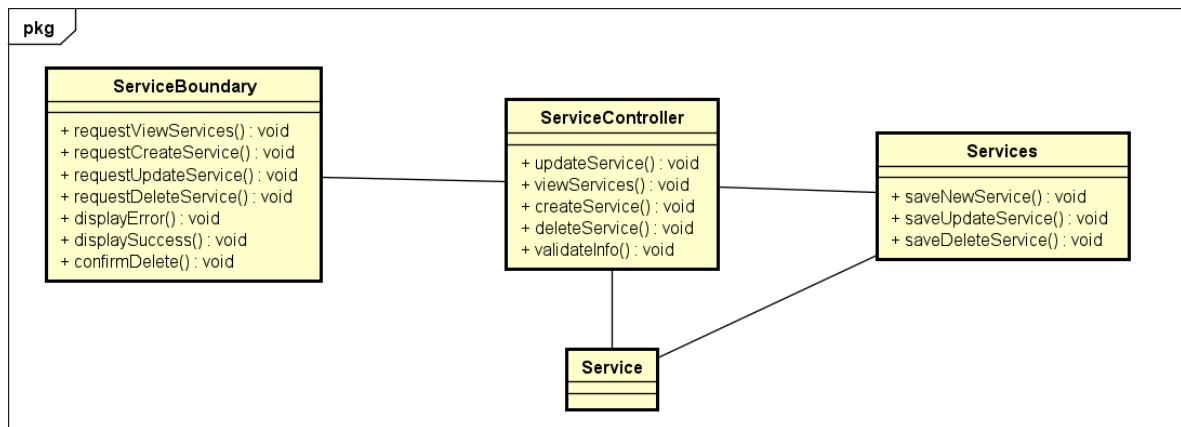 pkg
ServiceBoundary
+ requestViewServices() : void
+ requestCreateService() : void
+ requestUpdateService() : void
+ requestDeleteService() : void
+ displayError() : void
+ displaySuccess() : void
+ confirmDelete() : void
ServiceController
+ updateService() : void
+ viewServices() : void
+ createService() : void
+ deleteService() : void
+ validateInfo() : void
Services
+ saveNewService() : void
+ saveUpdateService() : void
+ saveDeleteService() : void
Service